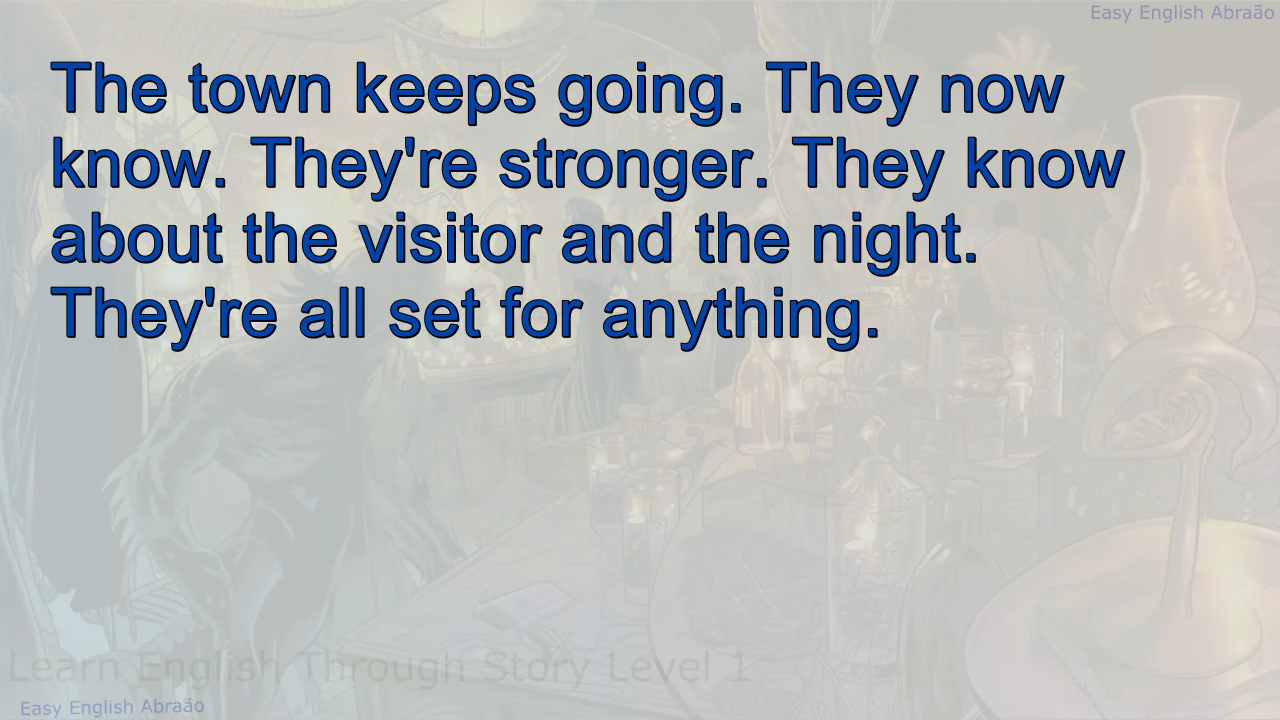 Easy English Abraão
The town keeps going. They now
know. They're stronger. They know
about the visitor and the night.
They're all set for anything.
Learn English Through Story Level 1
Easy English Abraão